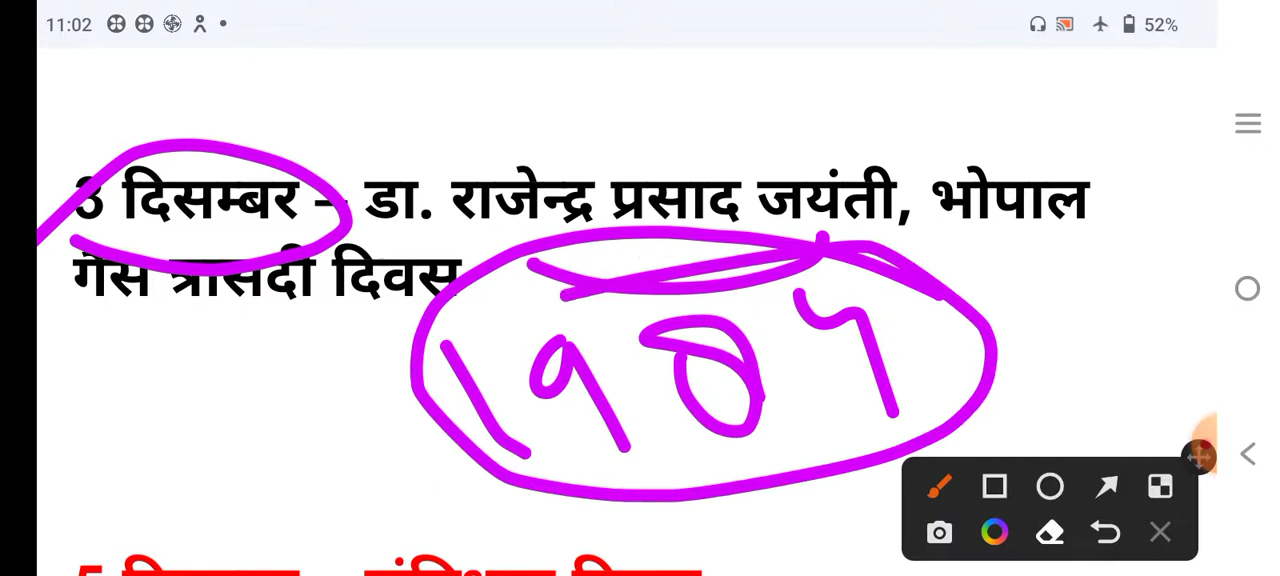 11:02 52%
3 दिसम्बर – डा. राजेन्द्र प्रसाद जयंती, भोपाल
गैस त्रासदी दिवस
1984